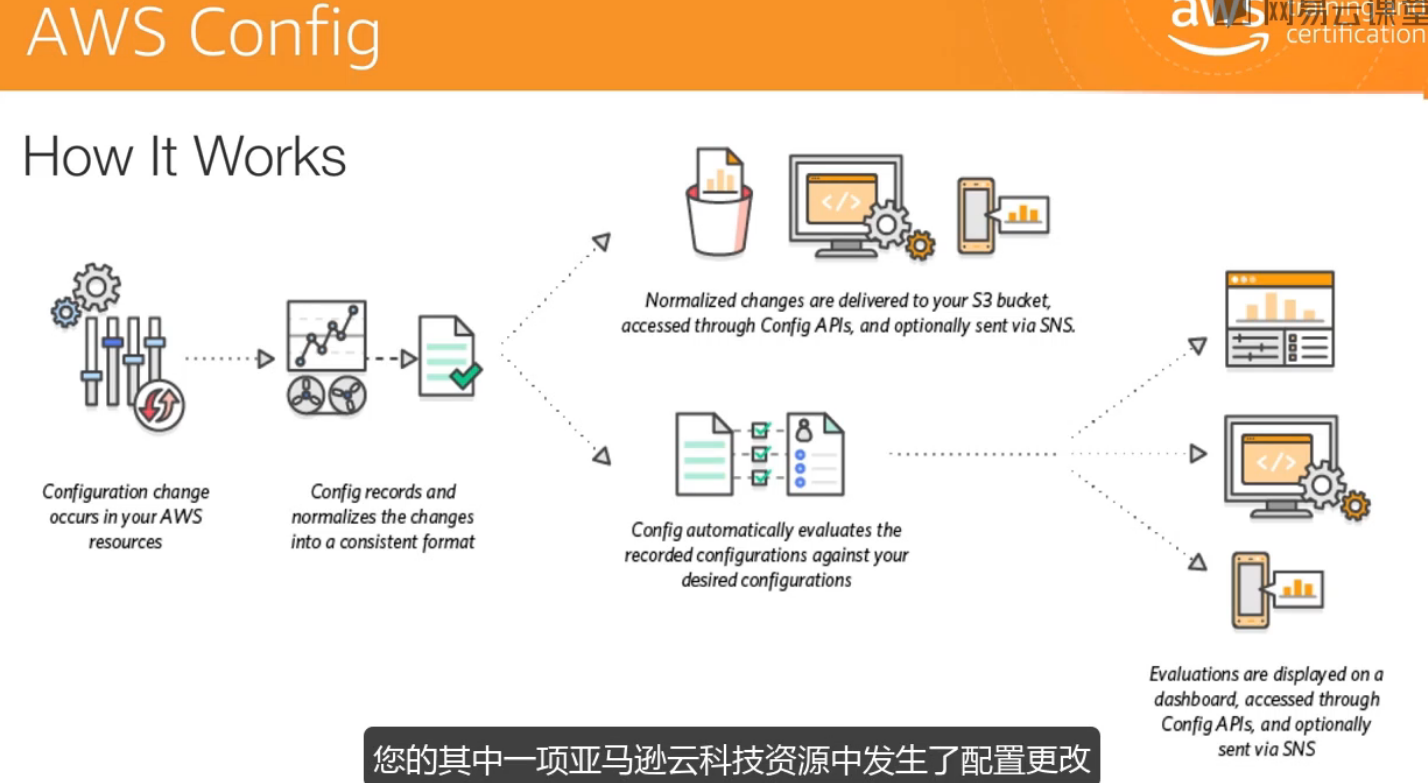 AWS Config
aws
training and
certification
网易云课堂
How It Works
</>
Normalized changes are delivered to your S3 bucket,
accessed through Config APIs, and optionally sent via SNS.
Configuration change
occurs in your AWS
resources
Config records and
normalizes the changes
into a consistent format
Config automatically evaluates the
recorded configurations against your
desired configurations
</>
Evaluations are displayed on a
dashboard, accessed through
Config APIs, and optionally
sent via SNS
您的其中一项亚马逊云科技资源中发生了配置更改